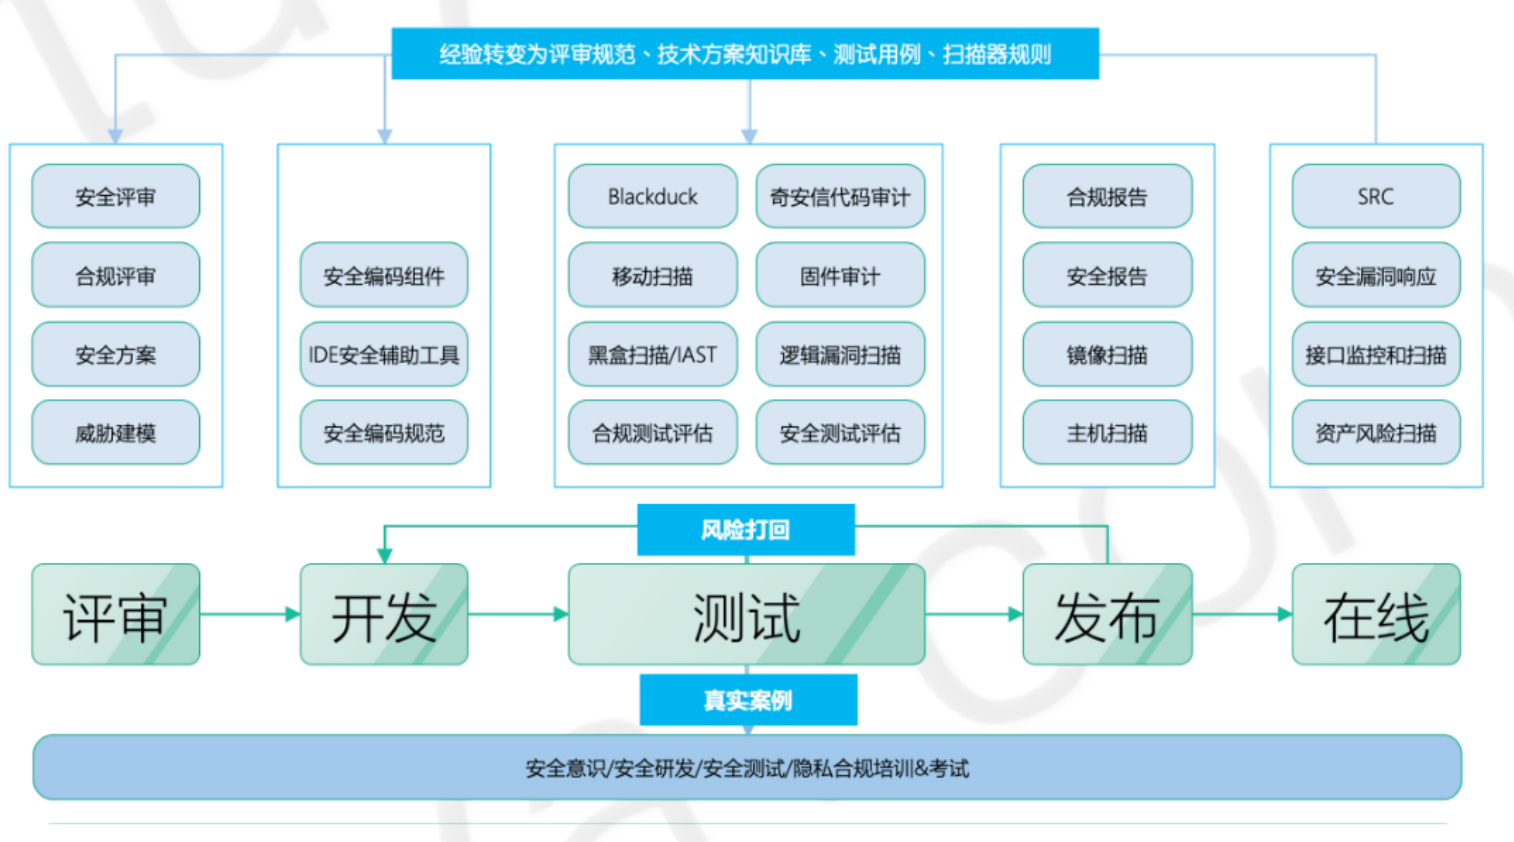 经验转变为评审规范、技术方案知识库、测试用例、扫描器规则
安全评审
合规评审
安全方案
威胁建模
安全编码组件
IDE安全辅助工具
安全编码规范
Blackduck
奇安信代码审计
移动扫描
固件审计
黑盒扫描/IAST
逻辑漏洞扫描
合规测试评估
安全测试评估
合规报告
安全报告
镜像扫描
主机扫描
SRC
安全漏洞响应
接口监控和扫描
资产风险扫描
风险打回
评审
开发
测试
发布
在线
真实案例
安全意识/安全研发/安全测试/隐私合规培训&考试